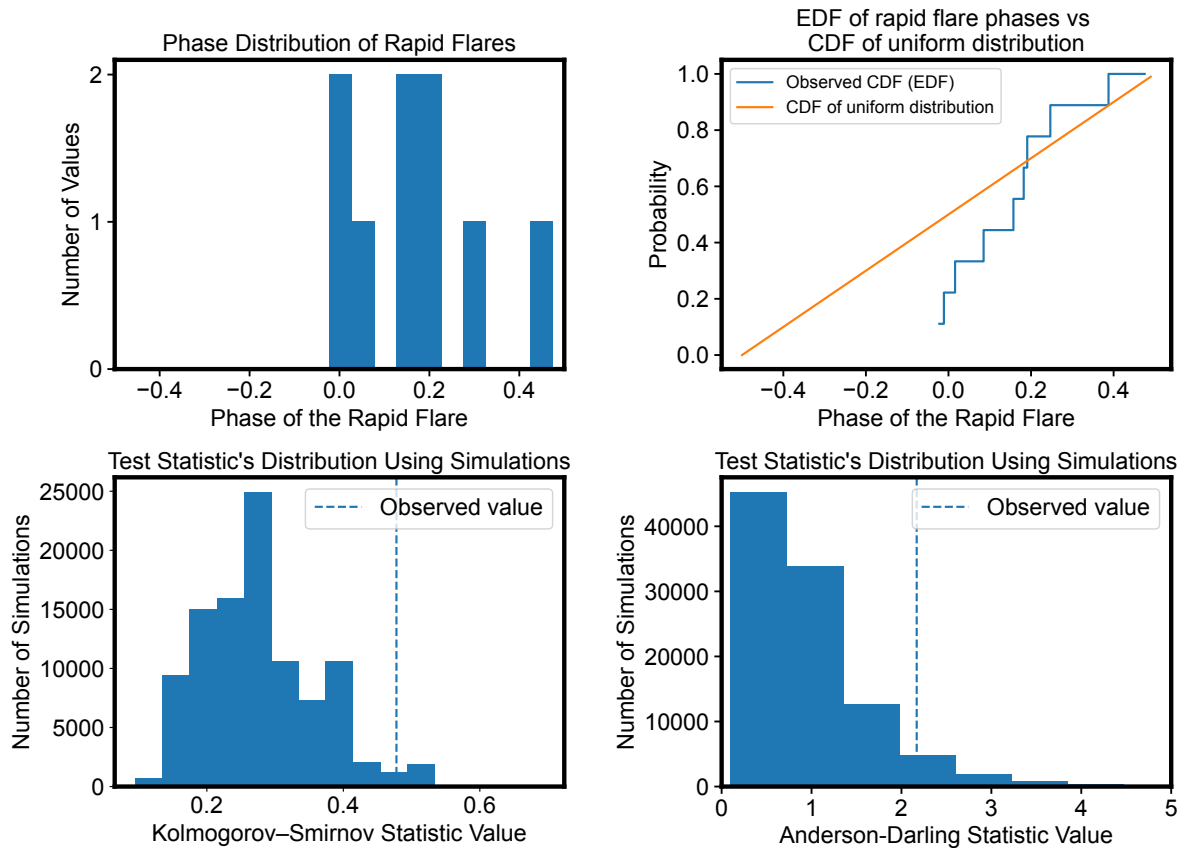 Phase Distribution of Rapid Flares
2
1
0
Number of Values
−0.4 −0.2 0.0 0.2 0.4
Phase of the Rapid Flare
EDF of rapid flare phases vs
CDF of uniform distribution
Observed CDF (EDF)
CDF of uniform distribution
1.0
0.8
0.6
0.4
0.2
0.0
Probability
−0.4 −0.2 0.0 0.2 0.4
Phase of the Rapid Flare
Test Statistic's Distribution Using Simulations
Observed value
25000
20000
15000
10000
5000
0
Number of Simulations
0.2 0.4 0.6
Kolmogorov–Smirnov Statistic Value
Test Statistic's Distribution Using Simulations
Observed value
40000
30000
20000
10000
0
Number of Simulations
0 1 2 3 4 5
Anderson-Darling Statistic Value